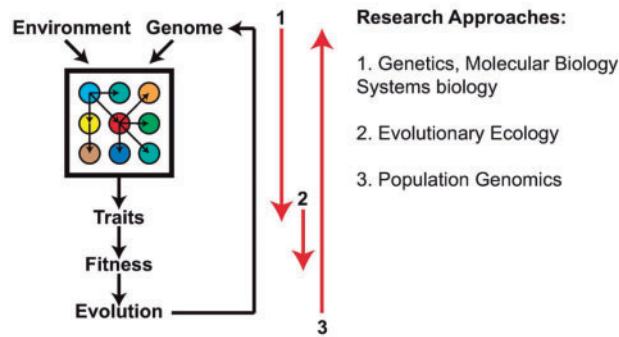 Environment Genome
Traits
Fitness
Evolution
1
2
3
Research Approaches:
1. Genetics, Molecular Biology
Systems biology
2. Evolutionary Ecology
3. Population Genomics